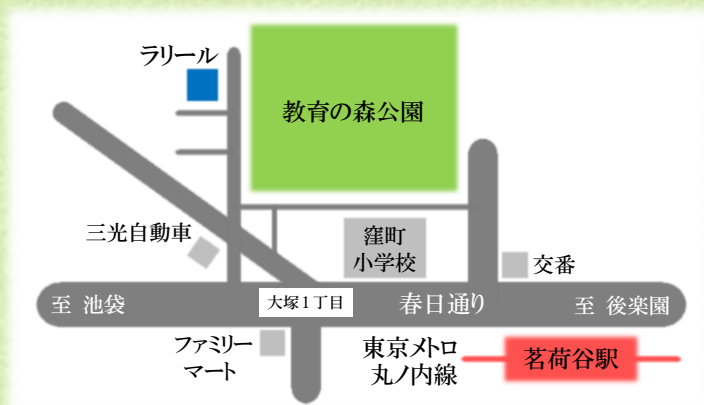 ラリール
教育の森公園
三光自動車
窪町
小学校
交番
至 池袋
大塚1丁目
春日通り
至 後楽園
ファミリー
マート
東京メトロ
丸ノ内線
茗荷谷駅